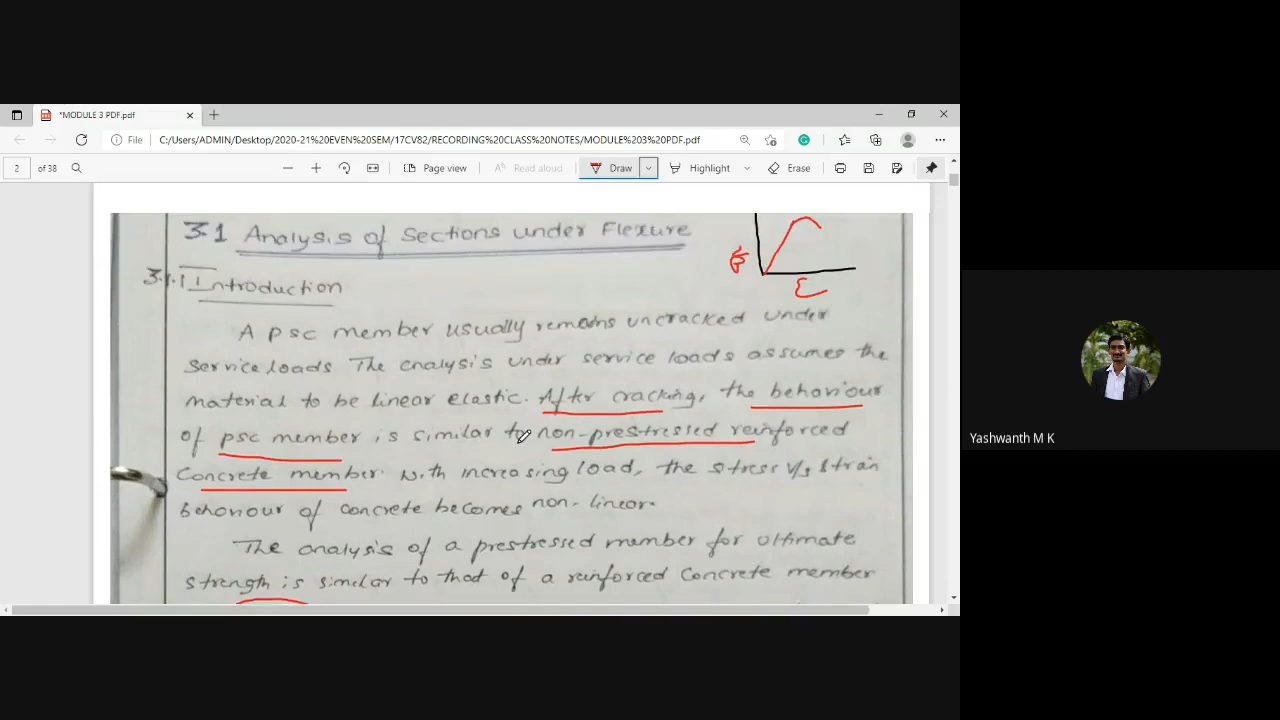 *MODULE 3 PDF.pdf
File C:/Users/ADMIN/Desktop/2020-21%20EVEN%20SEM/17CV82/RECORDING%20CLASS%20NOTES/MODULE%203%20PDF.pdf
2 of 38 Page view Read aloud Draw Highlight Erase
3.1 Analysis of Sections under Flexure
3.1.1 Introduction
σ
ε
A psc member usually remains uncracked under
service loads. The analysis under service loads assumes the
material to be linear elastic. After cracking, the behaviour
of psc member is similar to non-prestressed reinforced
Concrete member. With increasing load, the stress v/s strain
behaviour of concrete becomes non-linear.
The analysis of a prestressed member for ultimate
strength is similar to that of a reinforced concrete member
Yashwanth M K